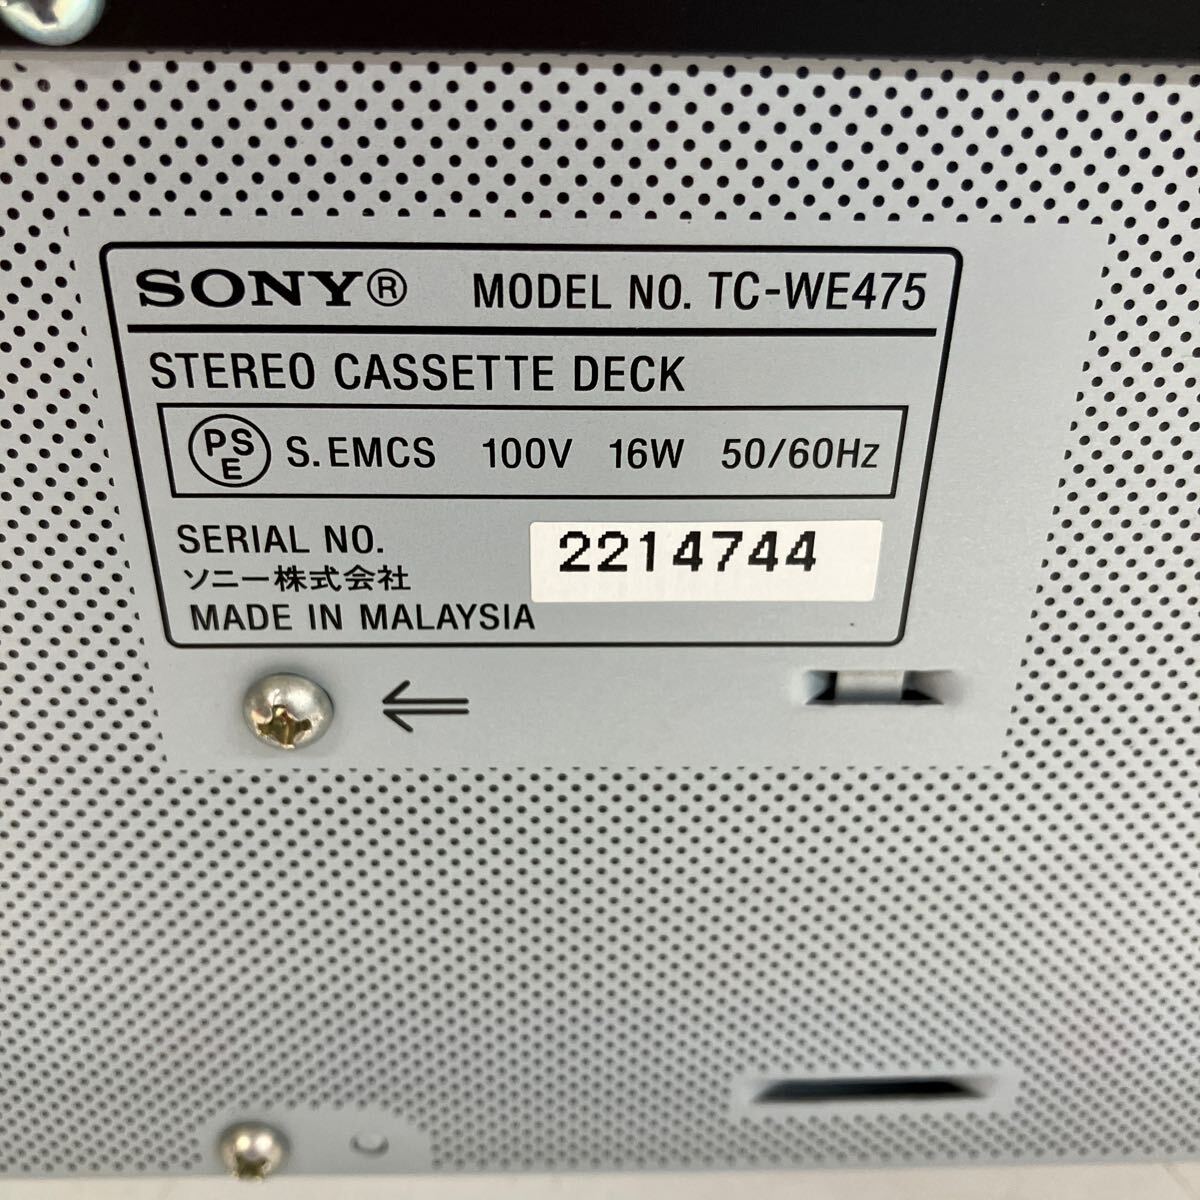 SONY® MODEL NO. TC-WE475
STEREO CASSETTE DECK
PSE S.EMCS 100V 16W 50/60Hz
SERIAL NO. 2214744
ソニー株式会社
MADE IN MALAYSIA